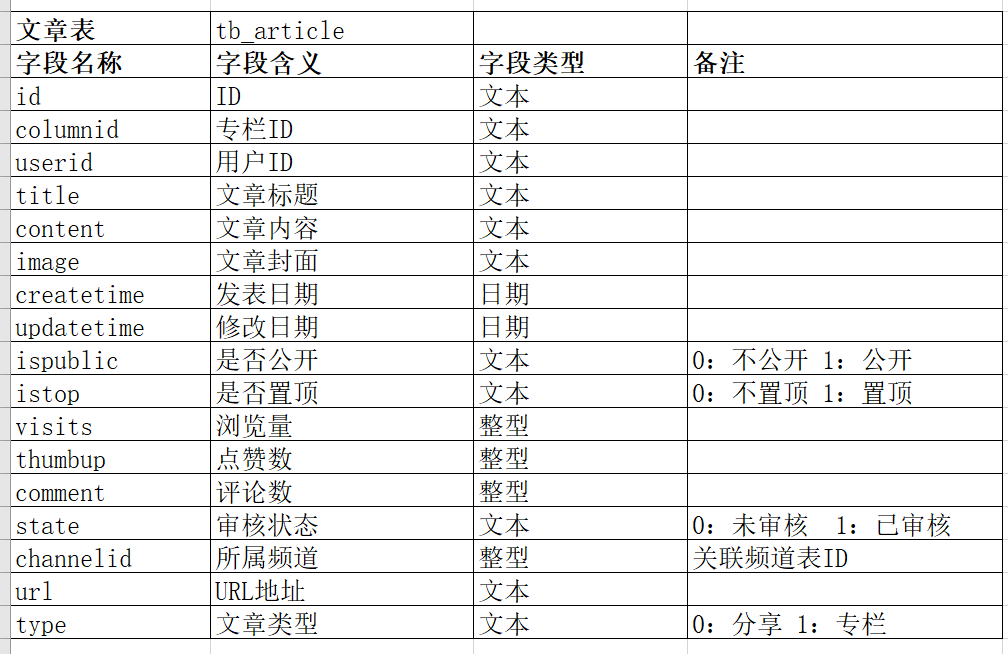 文章表 tb_article
字段名称 字段含义 字段类型 备注
id ID 文本
columnid 专栏ID 文本
userid 用户ID 文本
title 文章标题 文本
content 文章内容 文本
image 文章封面 文本
createtime 发表日期 日期
updatetime 修改日期 日期
ispublic 是否公开 文本 0：不公开 1：公开
istop 是否置顶 文本 0：不置顶 1：置顶
visits 浏览量 整型
thumbup 点赞数 整型
comment 评论数 整型
state 审核状态 文本 0：未审核 1：已审核
channelid 所属频道 整型 关联频道表ID
url URL地址 文本
type 文章类型 文本 0：分享 1：专栏